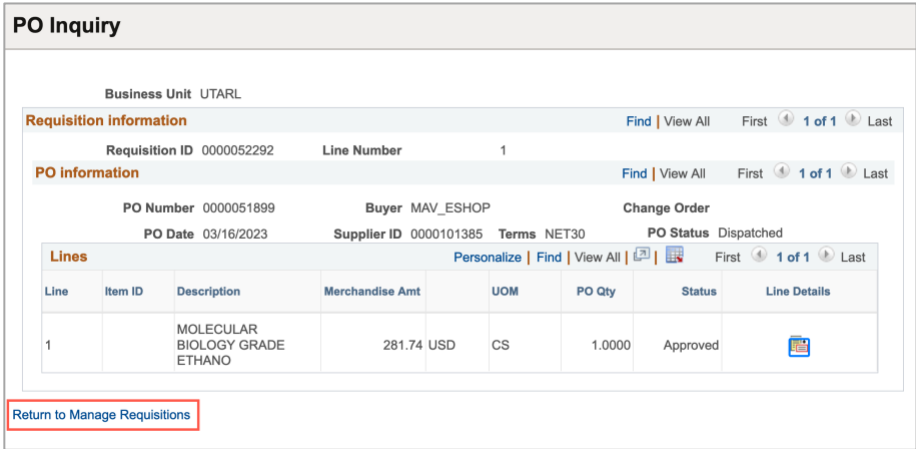 PO Inquiry
Business Unit UTARL
Requisition information Find | View All First 1 of 1 Last
Requisition ID 0000052292 Line Number 1
PO information Find | View All First 1 of 1 Last
PO Number 0000051899 Buyer MAV_ESHOP Change Order
PO Date 03/16/2023 Supplier ID 0000101385 Terms NET30 PO Status Dispatched
Lines Personalize | Find | View All | | First 1 of 1 Last
Line Item ID Description Merchandise Amt UOM PO Qty Status Line Details
1 MOLECULAR BIOLOGY GRADE ETHANO 281.74 USD CS 1.0000 Approved
Return to Manage Requisitions